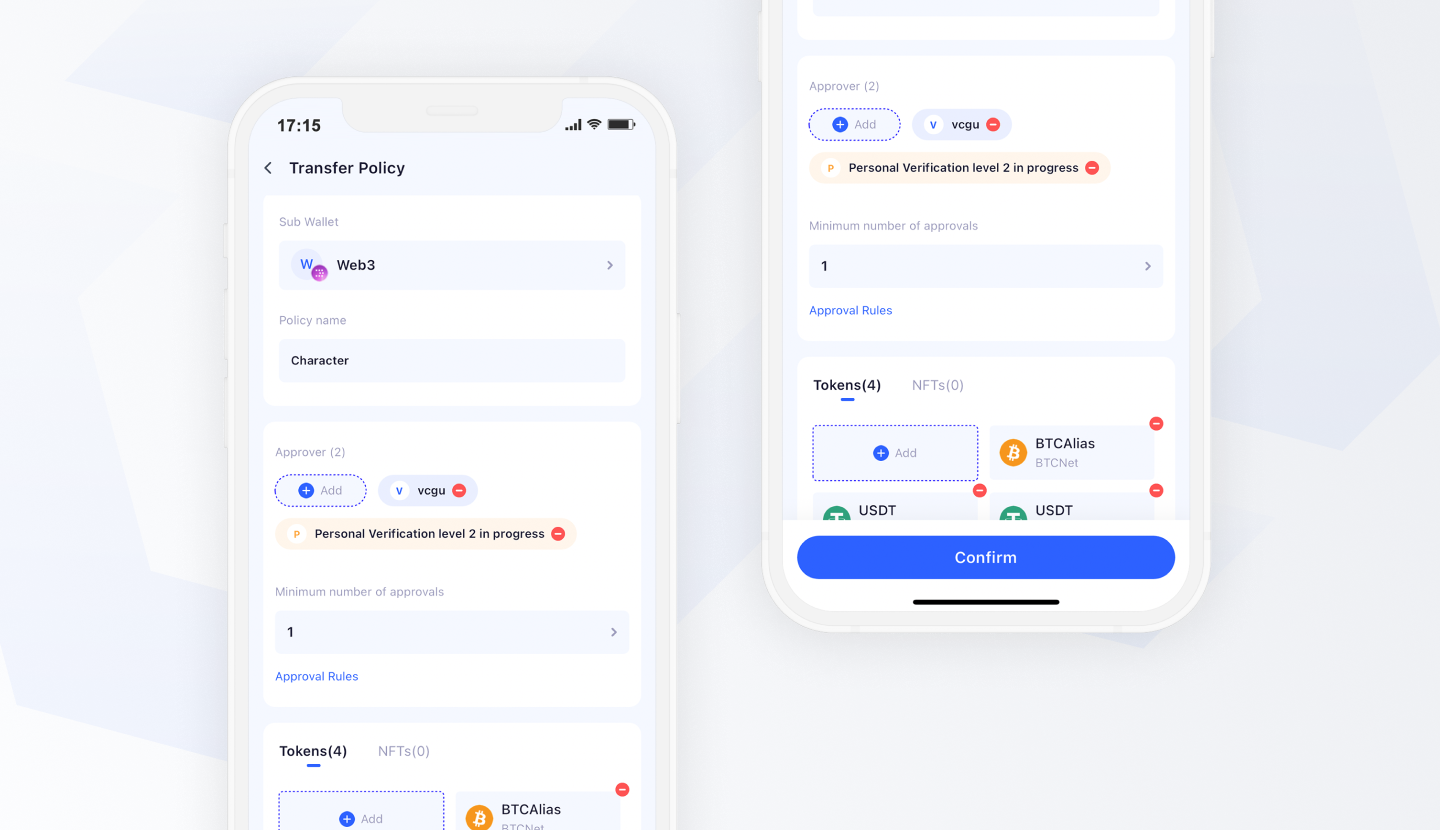 17:15
Transfer Policy
Sub Wallet
W
Web3
Policy name
Character
Approver (2)
Add
V
vcgu
P
Personal Verification level 2 in progress
Minimum number of approvals
1
Approval Rules
Tokens(4) NFTs(0)
Add
BTCAlias
BTCNet
Approver (2)
Add
V
vcgu
P
Personal Verification level 2 in progress
Minimum number of approvals
1
Approval Rules
Tokens(4) NFTs(0)
Add
BTCAlias
BTCNet
USDT
USDT
Confirm